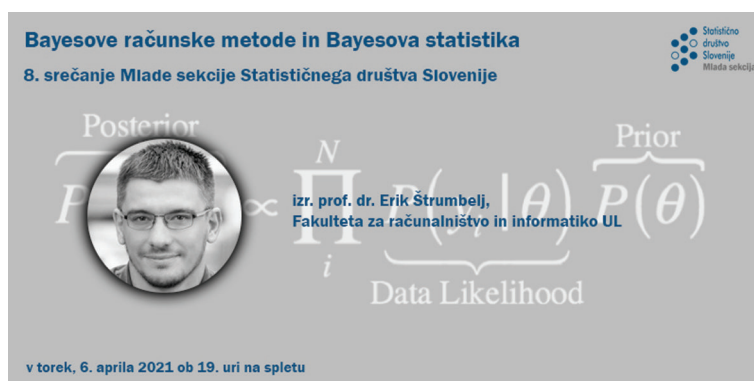 Bayesove računske metode in Bayesova statistika
8. srečanje Mlade sekcije Statističnega društva Slovenije
Statistično
društvo
Slovenije
Mlada sekcija
Posterior
P ∝ ∏ P(yᵢ|θ) P(θ)
N
i
Prior
Data Likelihood
izr. prof. dr. Erik Štrumbelj,
Fakulteta za računalništvo in informatiko UL
v torek, 6. aprila 2021 ob 19. uri na spletu